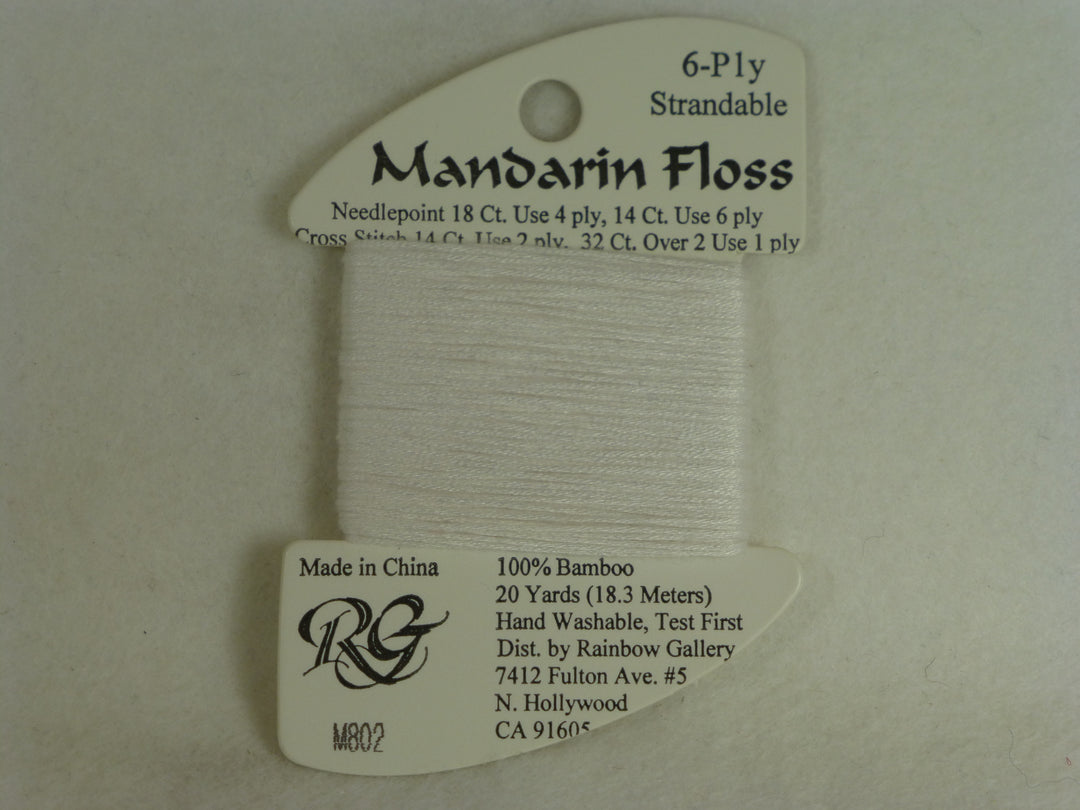 6-Ply
Strandable
Mandarin Floss
Needlepoint 18 Ct. Use 4 ply, 14 Ct. Use 6 ply
Cross Stitch 14 Ct. Use 2 ply, 32 Ct. Over 2 Use 1 ply
Made in China
RG
M802
100% Bamboo
20 Yards (18.3 Meters)
Hand Washable, Test First
Dist. by Rainbow Gallery
7412 Fulton Ave. #5
N. Hollywood
CA 91605